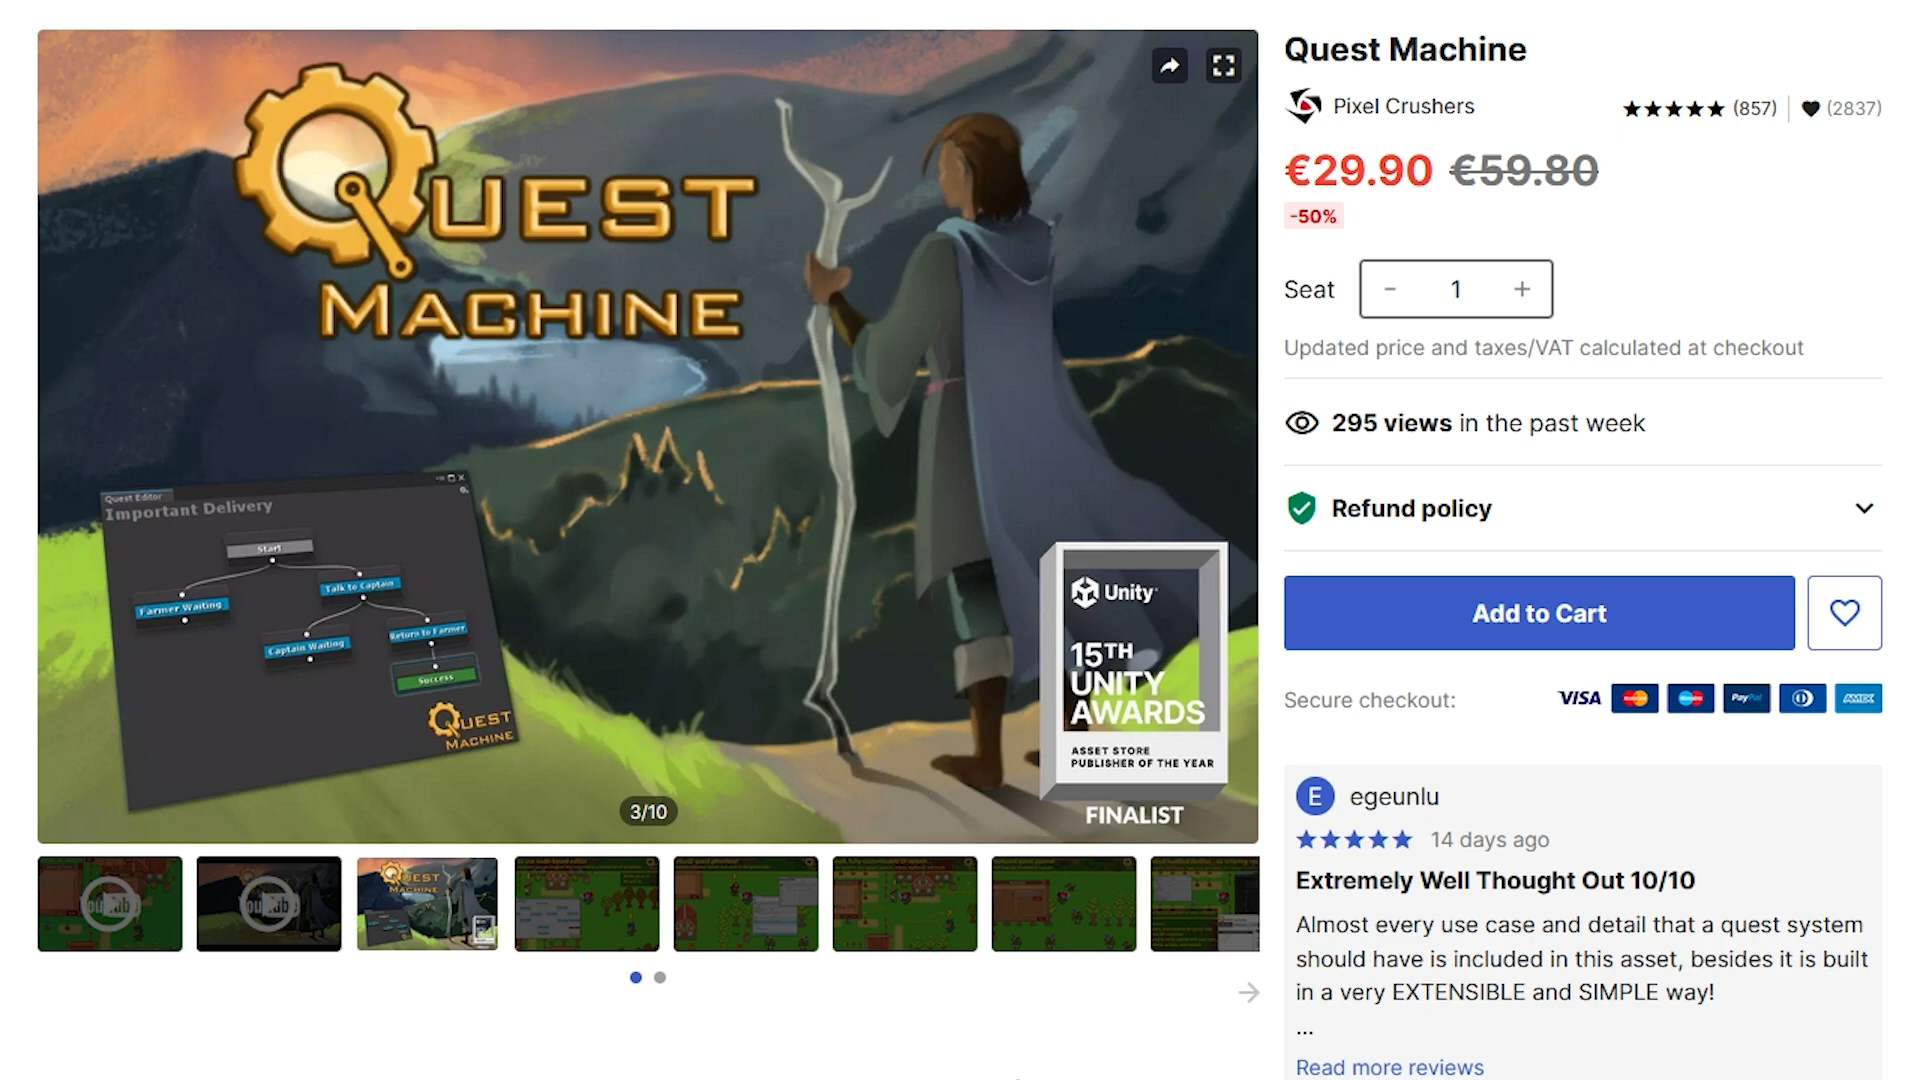 Quest Machine
Pixel Crushers
(857)
(2837)
€29.90 €59.80
-50%
Seat - 1 +
Updated price and taxes/VAT calculated at checkout
295 views in the past week
Refund policy
Add to Cart
Secure checkout: VISA PayPal AMEX
E egeunlu
14 days ago
Extremely Well Thought Out 10/10
Almost every use case and detail that a quest system
should have is included in this asset, besides it is built
in a very EXTENSIBLE and SIMPLE way!
...
Read more reviews
QUEST
MACHINE
Quest Editor
Important Delivery
Start
Talk to Captain
Farmer Waiting
Captain Waiting
Return to Farmer
Success
QUEST
MACHINE
Unity
15TH
UNITY
AWARDS
ASSET STORE
PUBLISHER OF THE YEAR
FINALIST
3/10
QUEST
MACHINE